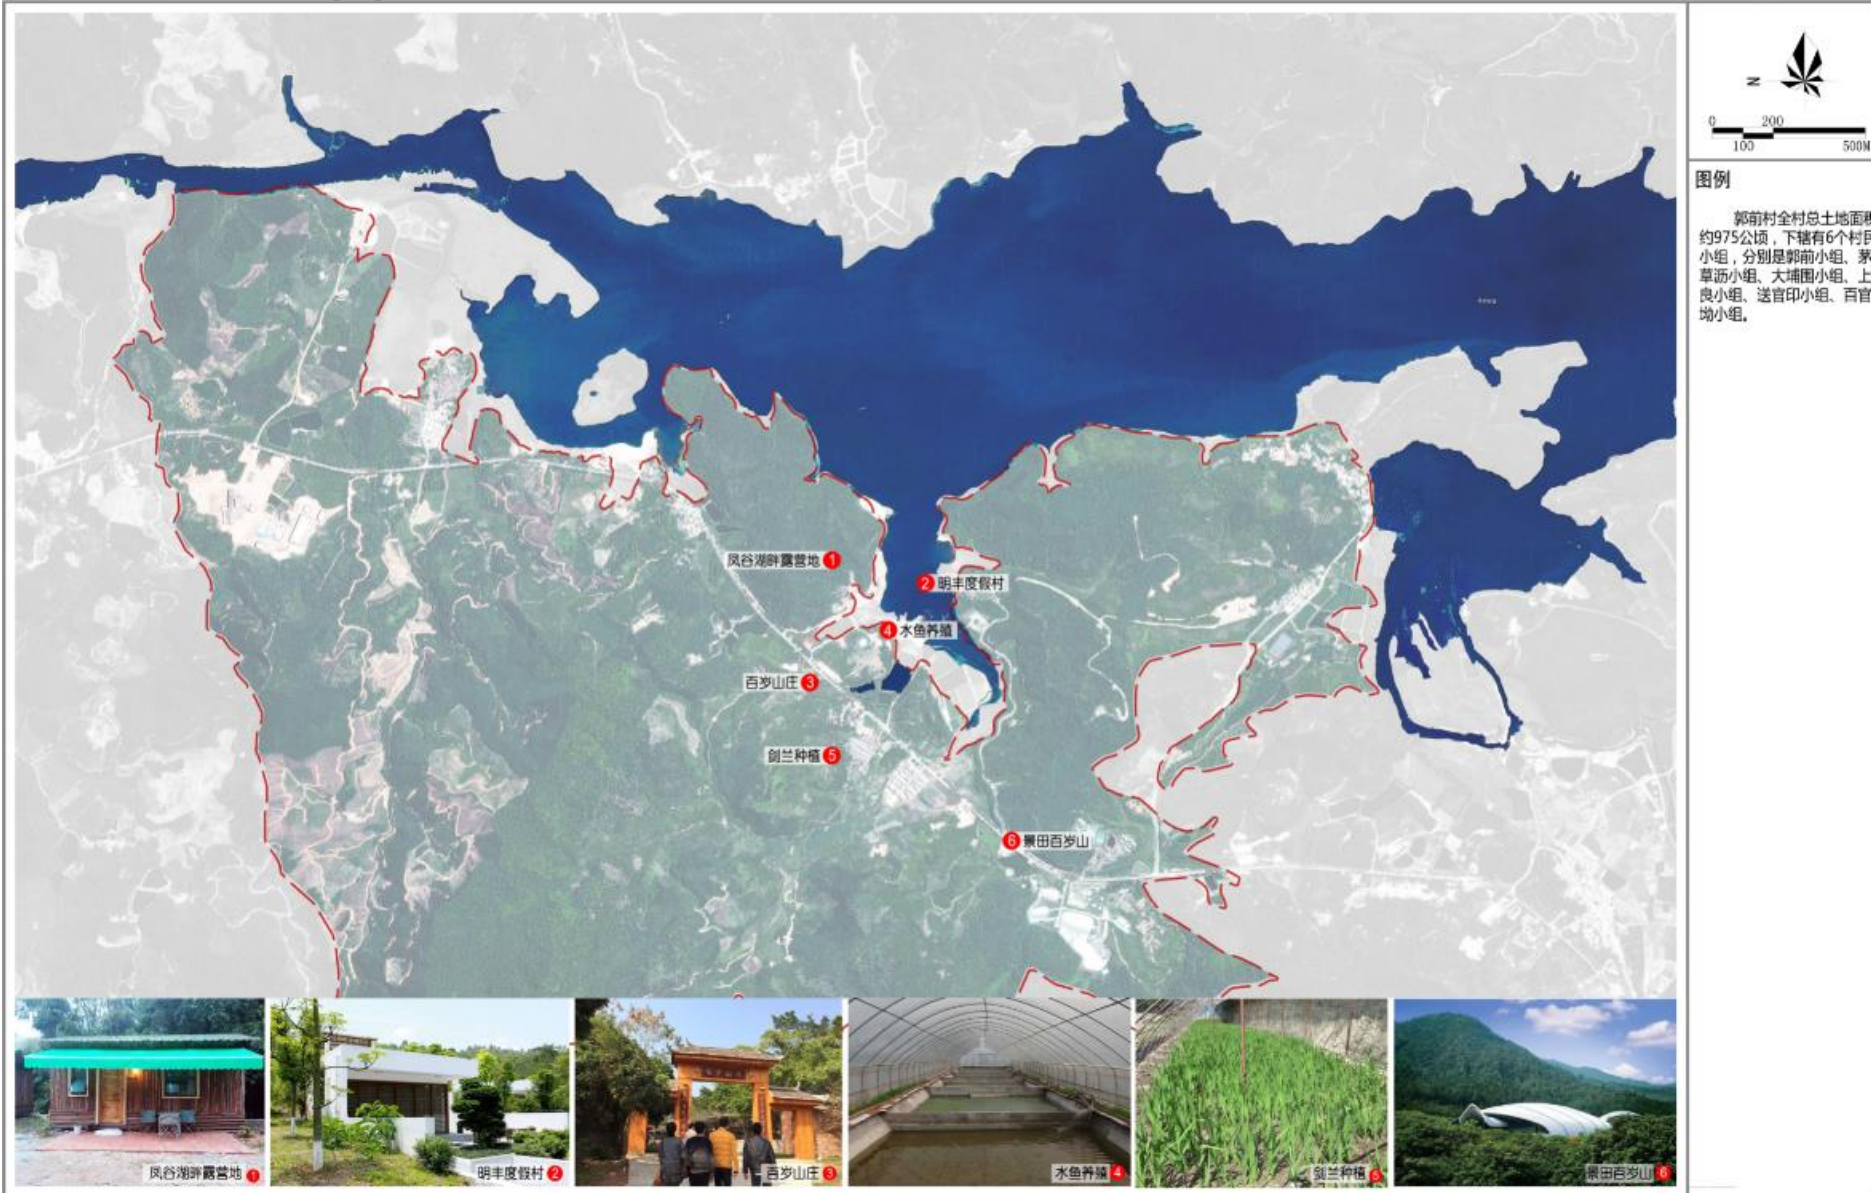 N
0 200
100 500M
图例
郭前村全村总土地面积
约975公顷，下辖有6个村民
小组，分别是郭前小组、茅
草沥小组、大埔围小组、上
良小组、送官印小组、百官
坳小组。
凤谷湖畔露营地 1
2 明丰度假村
4 水鱼养殖
百岁山庄 3
剑兰种植 5
6 景田百岁山
凤谷湖畔露营地 1
明丰度假村 2
百岁山庄 3
水鱼养殖 4
剑兰种植 5
景田百岁山 6